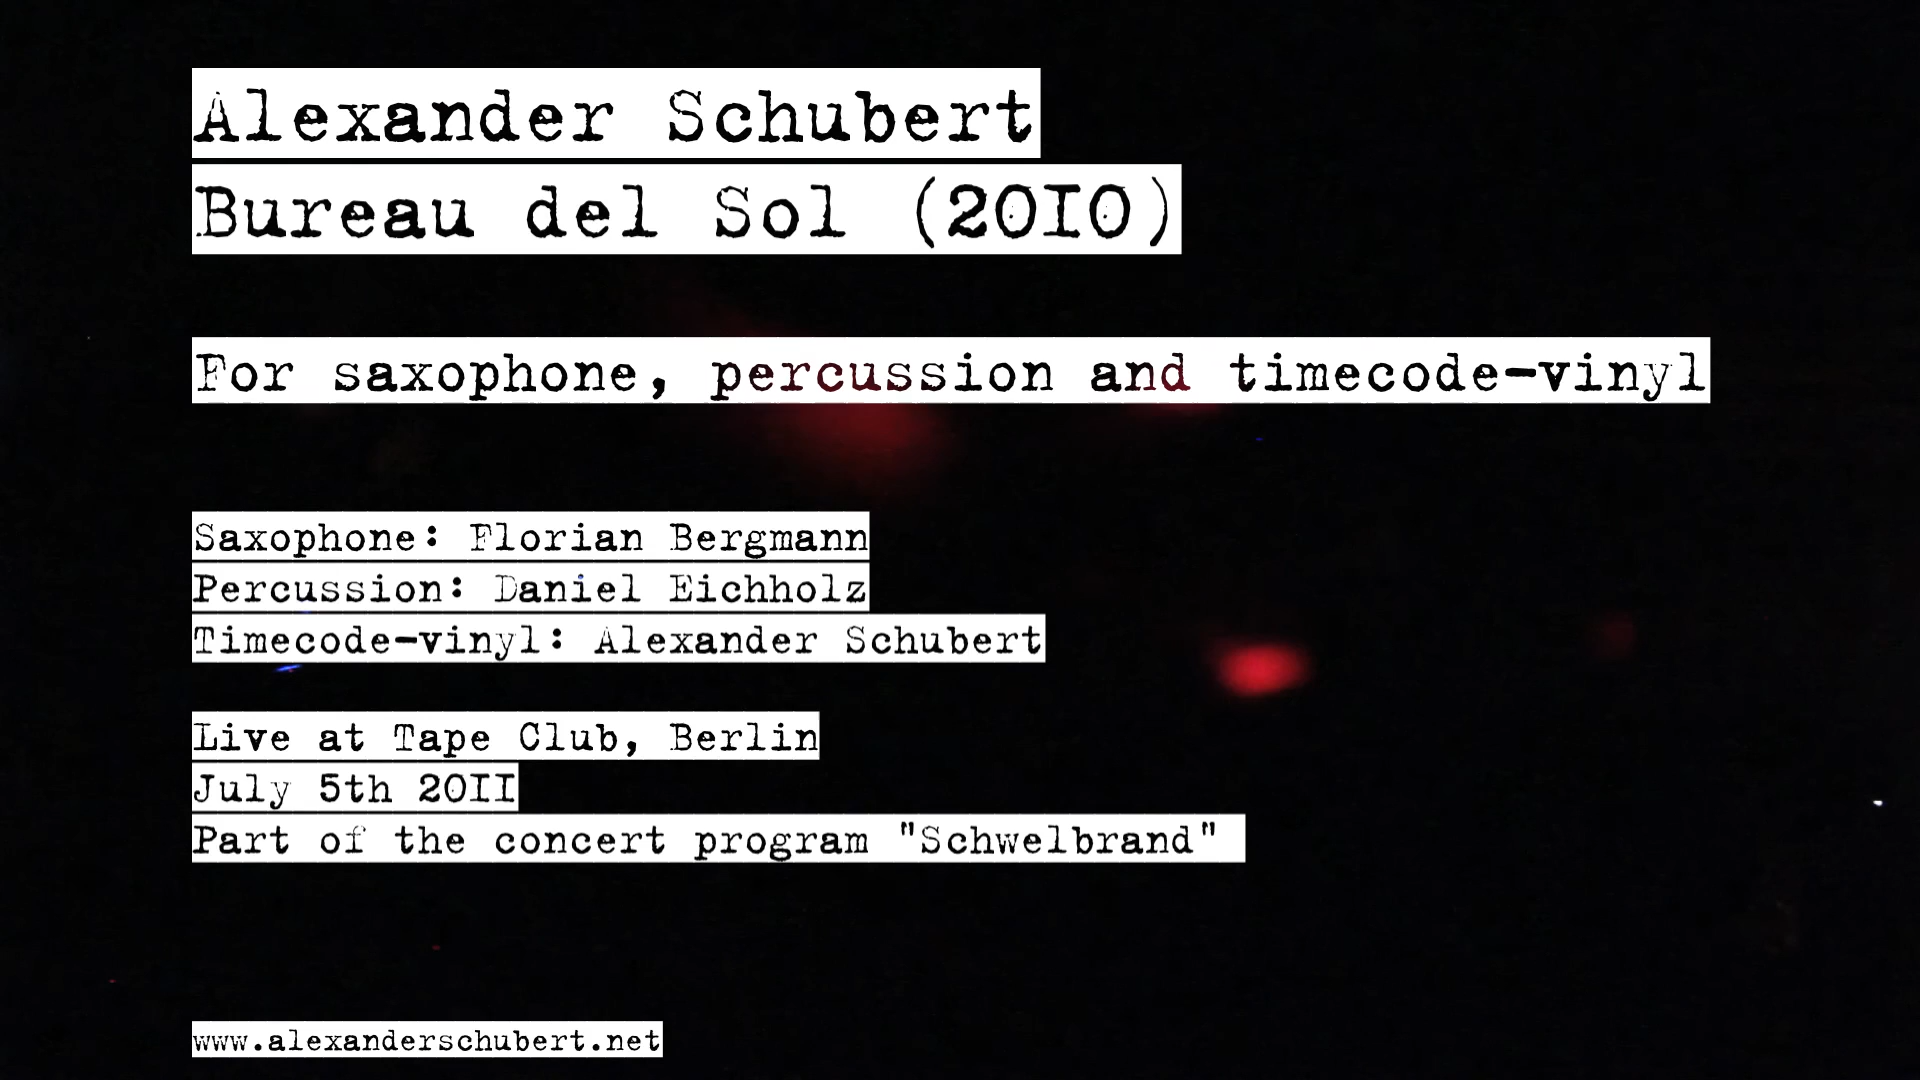 Alexander Schubert
Bureau del Sol (2010)
For saxophone, percussion and timecode-vinyl
Saxophone: Florian Bergmann
Percussion: Daniel Eichholz
Timecode-vinyl: Alexander Schubert
Live at Tape Club, Berlin
July 5th 2011
Part of the concert program "Schwelbrand"
www.alexanderschubert.net